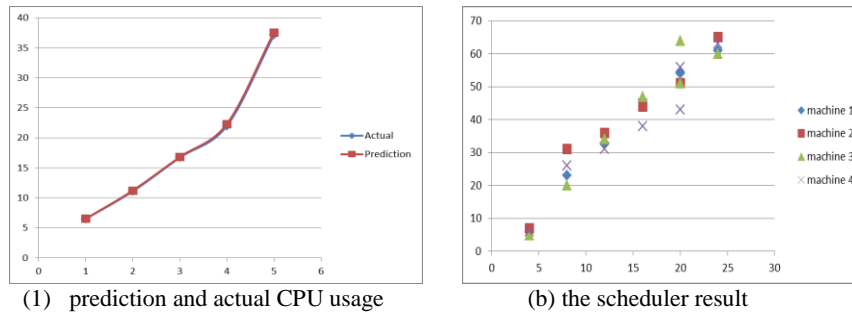 40
35
30
25
20
15
10
5
0
0 1 2 3 4 5 6
Actual
Prediction
(1) prediction and actual CPU usage
70
60
50
40
30
20
10
0
0 5 10 15 20 25 30
machine 1
machine 2
machine 3
machine 4
(b) the scheduler result